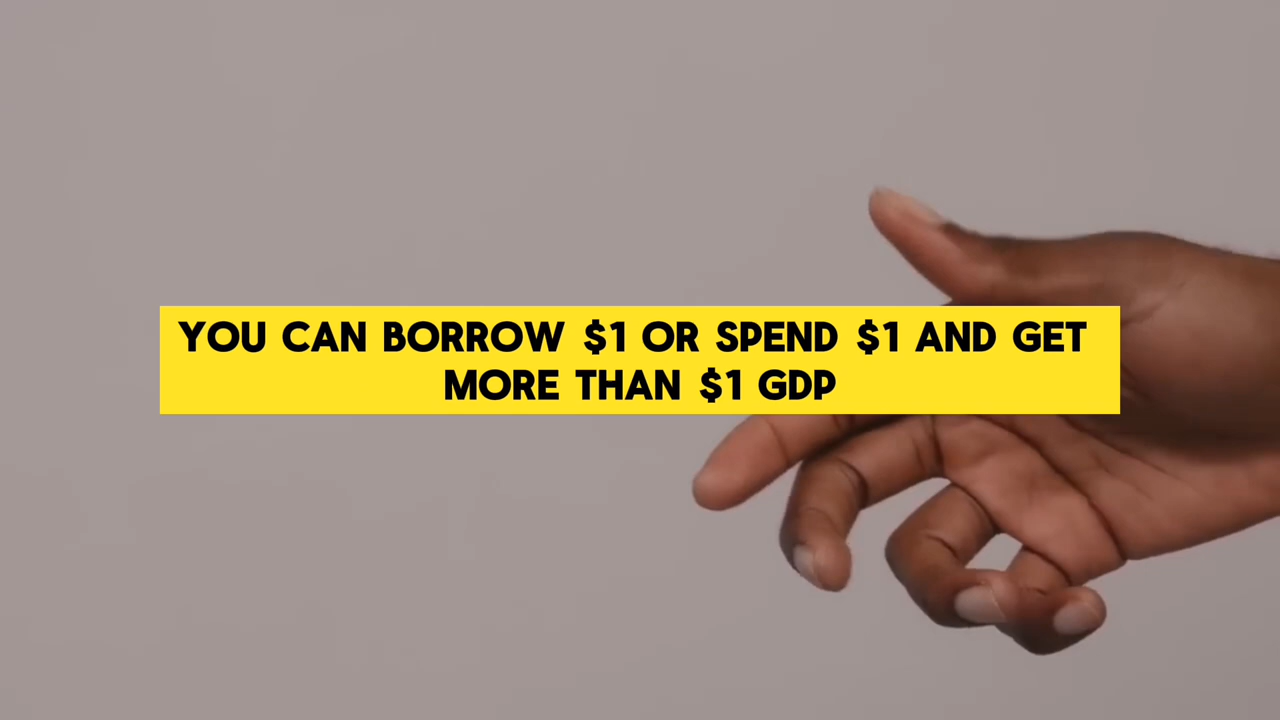 YOU CAN BORROW $1 OR SPEND $1 AND GET
MORE THAN $1 GDP